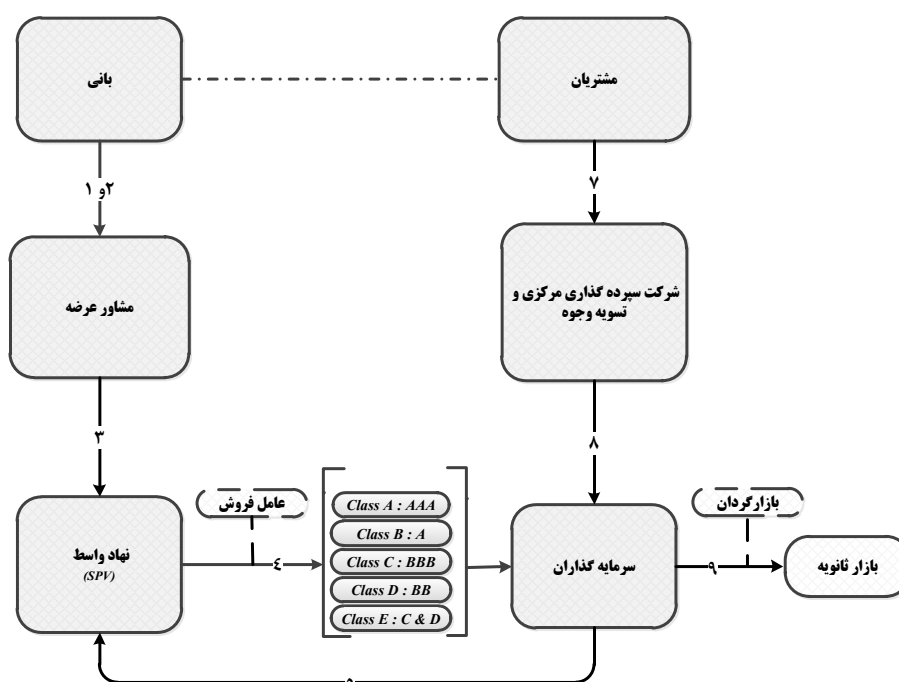 بانی
مشتریان
۲و ۱
۷
مشاور عرضه
شرکت سپرده گذاری مرکزی و
تسویه وجوه
۳
۸
عامل فروش
بازارگردان
Class A : AAA
Class B : A
Class C : BBB
Class D : BB
Class E : C & D
نهاد واسط
(SPV)
٤
سرمایه گذاران
۹
بازار ثانویه